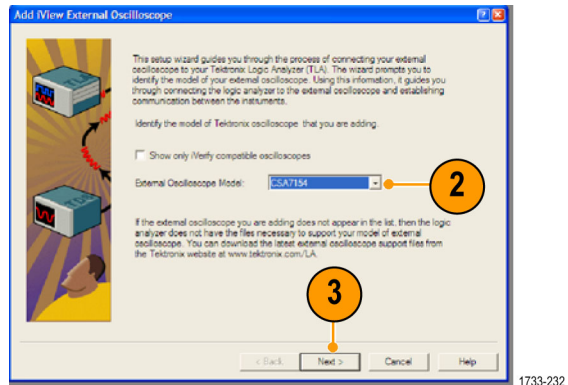 Add iView External Oscilloscope
This setup wizard guides you through the process of connecting your external
oscilloscope to your Tektronix Logic Analyzer (TLA). The wizard prompts you to
identify the model of your external oscilloscope. Using this information, it guides you
through connecting the logic analyzer to the external oscilloscope and establishing
communication between the instruments.
Identify the model of Tektronix oscilloscope that you are adding.
Show only iVerify compatible oscilloscopes
External Oscilloscope Model: CSA7154
2
If the external oscilloscope you are adding does not appear in the list, then the logic
analyzer does not have the files necessary to support your model of external
oscilloscope. You can download the latest external oscilloscope support files from
the Tektronix website at www.tektronix.com/LA.
3
< Back Next > Cancel Help
1733-232
TLA
TDS